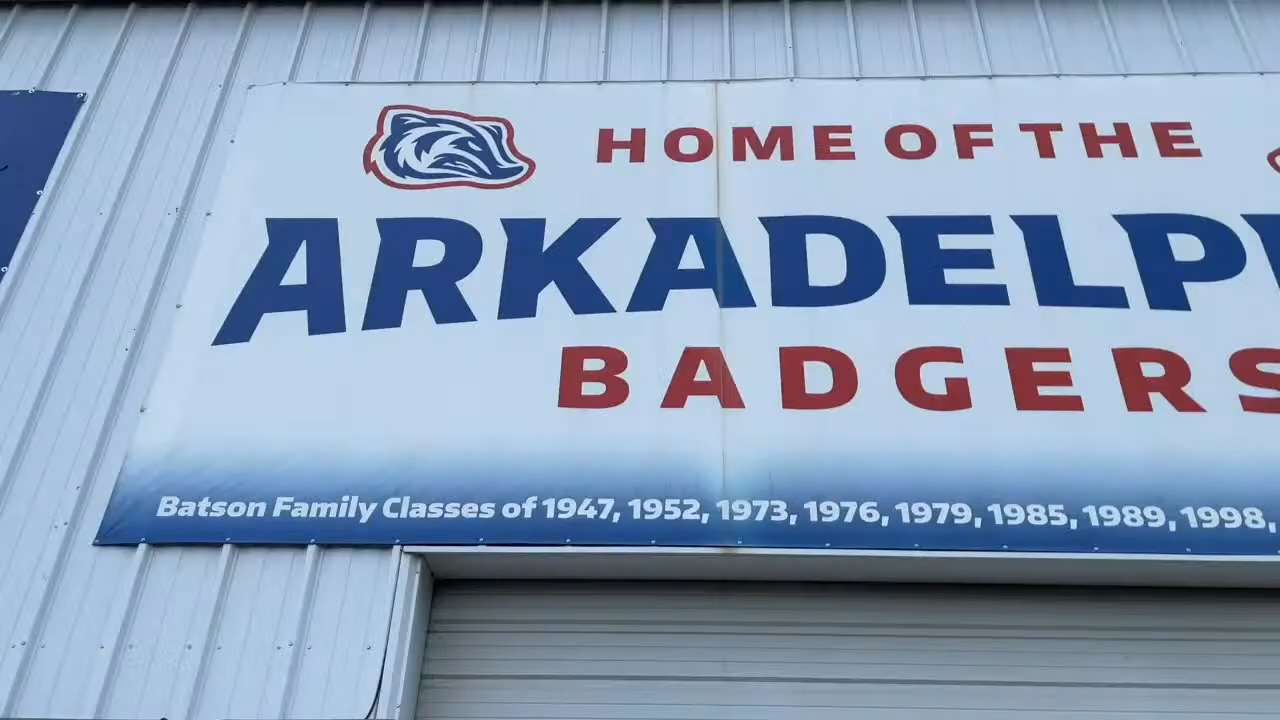 HOME OF THE
ARKADELP
BADGERS
Batson Family Classes of 1947, 1952, 1973, 1976, 1979, 1985, 1989, 1998,